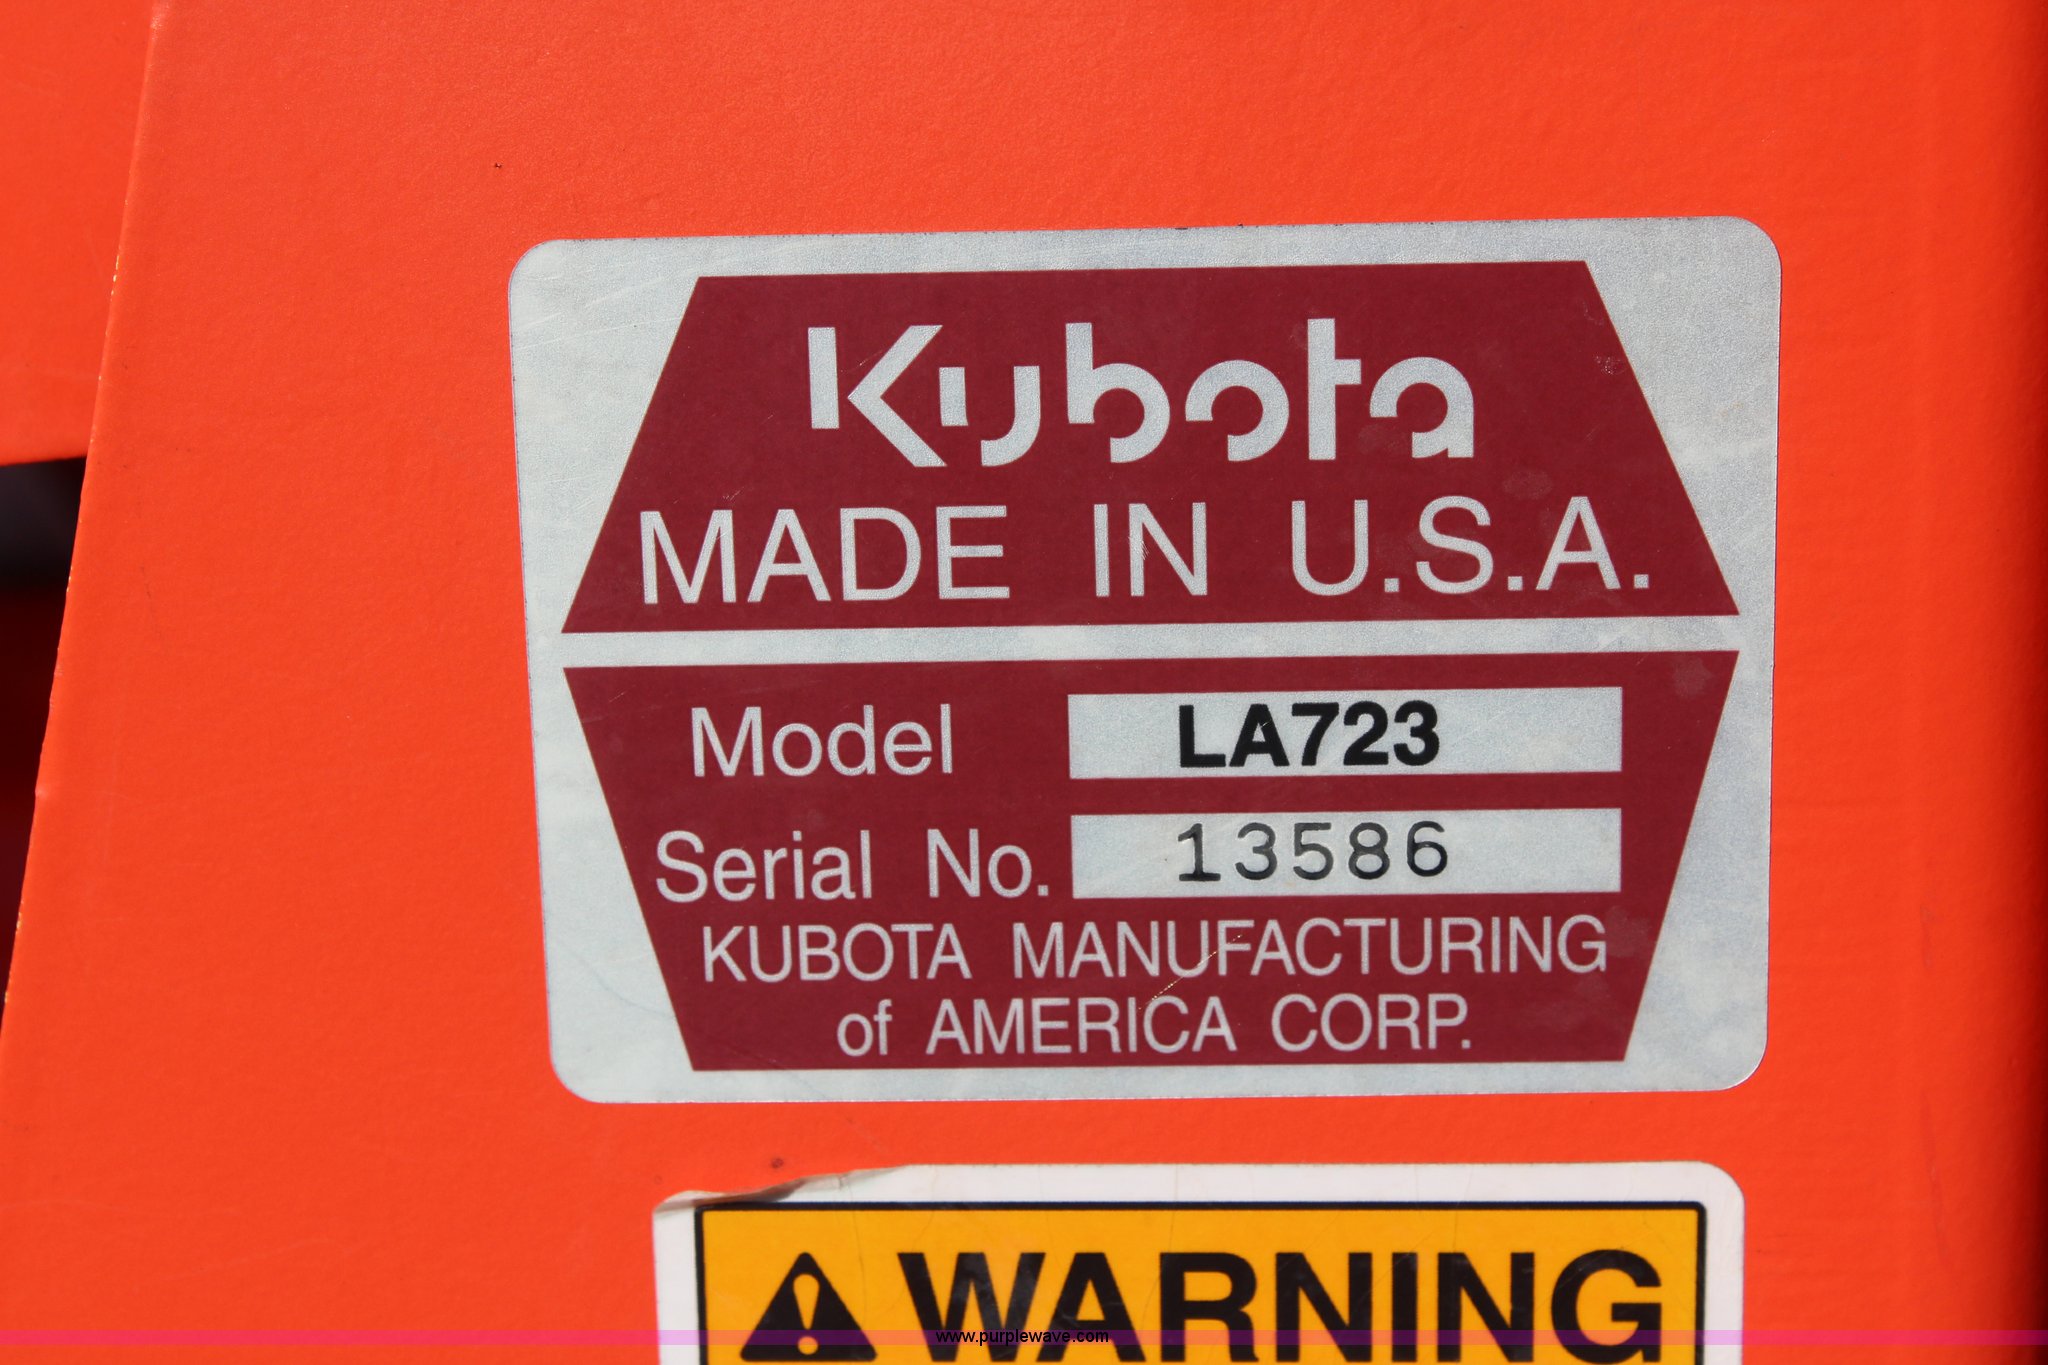 Kubota
MADE IN U.S.A.
Model LA723
Serial No. 13586
KUBOTA MANUFACTURING
of AMERICA CORP.
WARNING
www.purplewave.com